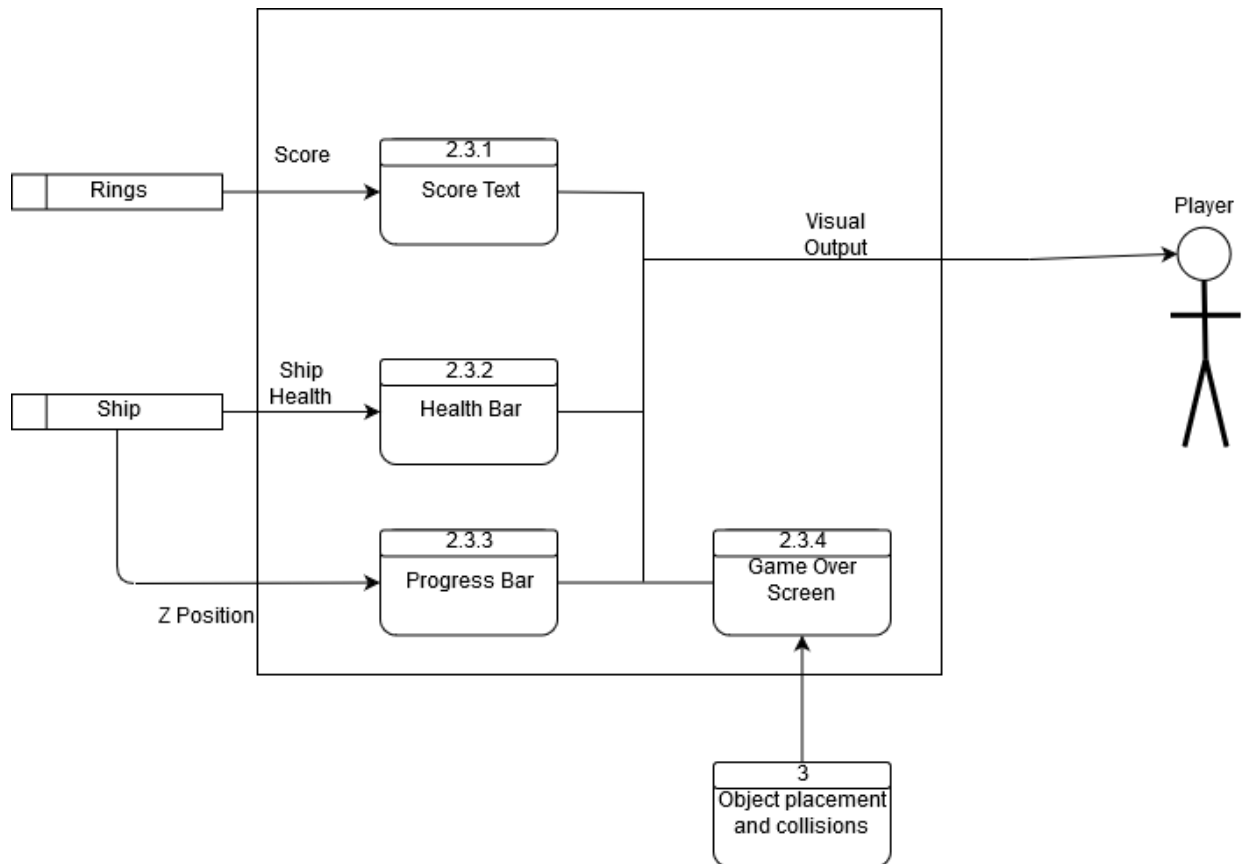 2.3.1
Score
Score Text
Rings
Player
Visual
Output
2.3.2
Ship
Health
Health Bar
Ship
2.3.3
Progress Bar
2.3.4
Game Over
Screen
Z Position
3
Object placement
and collisions